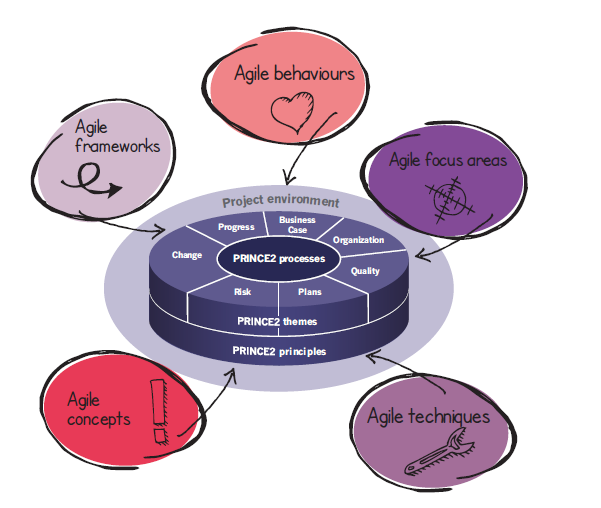 Agile behaviours
Agile
frameworks
Agile focus areas
Project environment
Progress
Business
Case
Organization
Change
PRINCE2 processes
Quality
Risk
Plans
PRINCE2 themes
PRINCE2 principles
Agile
concepts
Agile techniques